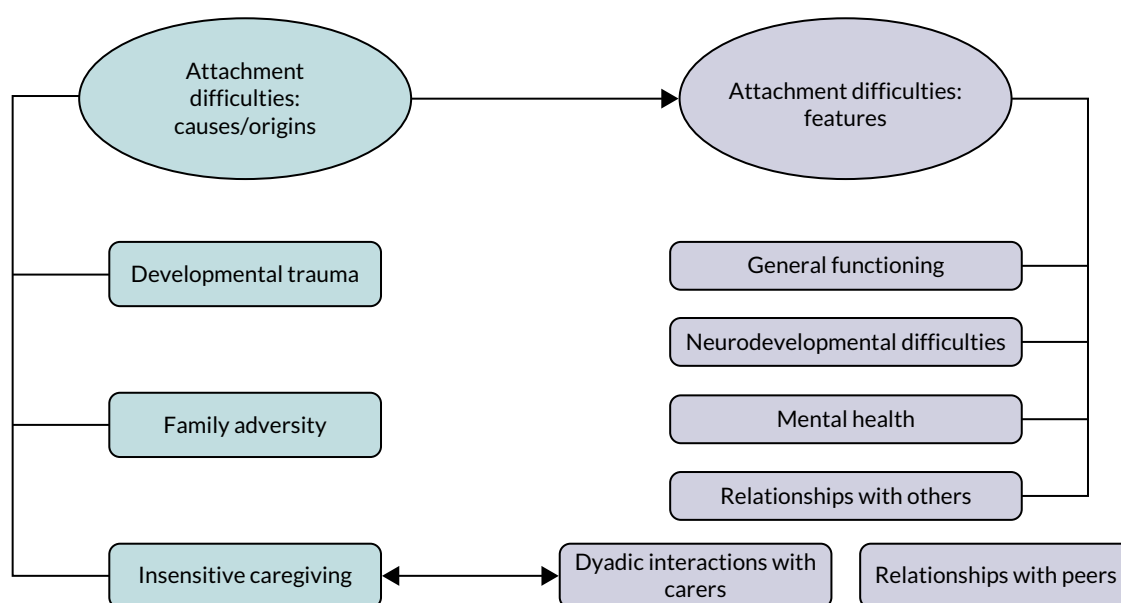 Attachment
difficulties:
causes/origins
Attachment difficulties:
features
Developmental trauma
Family adversity
Insensitive caregiving
General functioning
Neurodevelopmental difficulties
Mental health
Relationships with others
Dyadic interactions with
carers
Relationships with peers